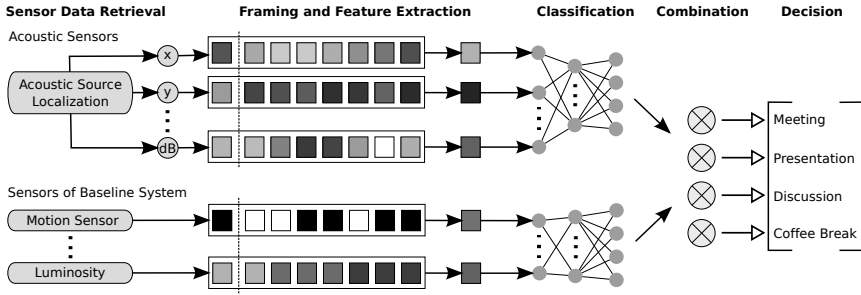 Sensor Data Retrieval
Framing and Feature Extraction
Classification
Combination
Decision
Acoustic Sensors
x
Acoustic Source
Localization
y
dB
Sensors of Baseline System
Motion Sensor
Luminosity
Meeting
Presentation
Discussion
Coffee Break